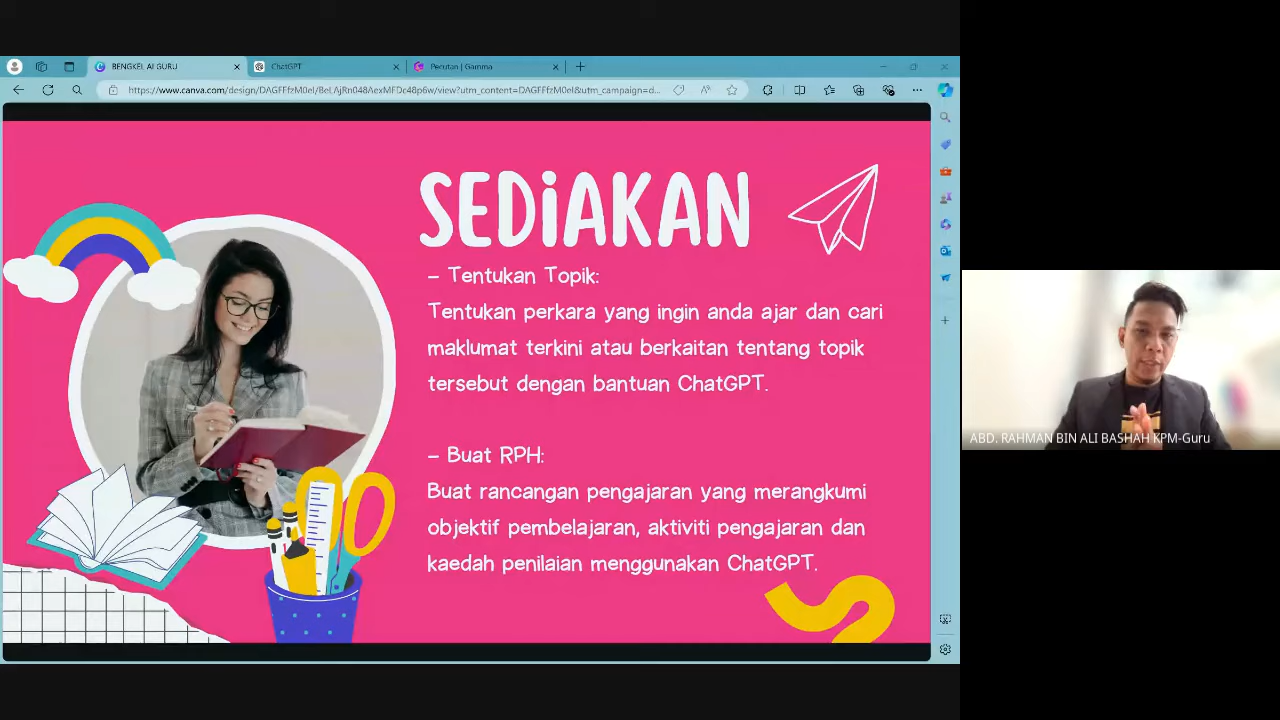 BENGKEL AI GURU
ChatGPT
Percutan | Gamma
SEDiAKAN
– Tentukan Topik:
Tentukan perkara yang ingin anda ajar dan cari
maklumat terkini atau berkaitan tentang topik
tersebut dengan bantuan ChatGPT.
– Buat RPH:
Buat rancangan pengajaran yang merangkumi
objektif pembelajaran, aktiviti pengajaran dan
kaedah penilaian menggunakan ChatGPT.
ABD. RAHMAN BIN ALI BASHAH KPM-Guru